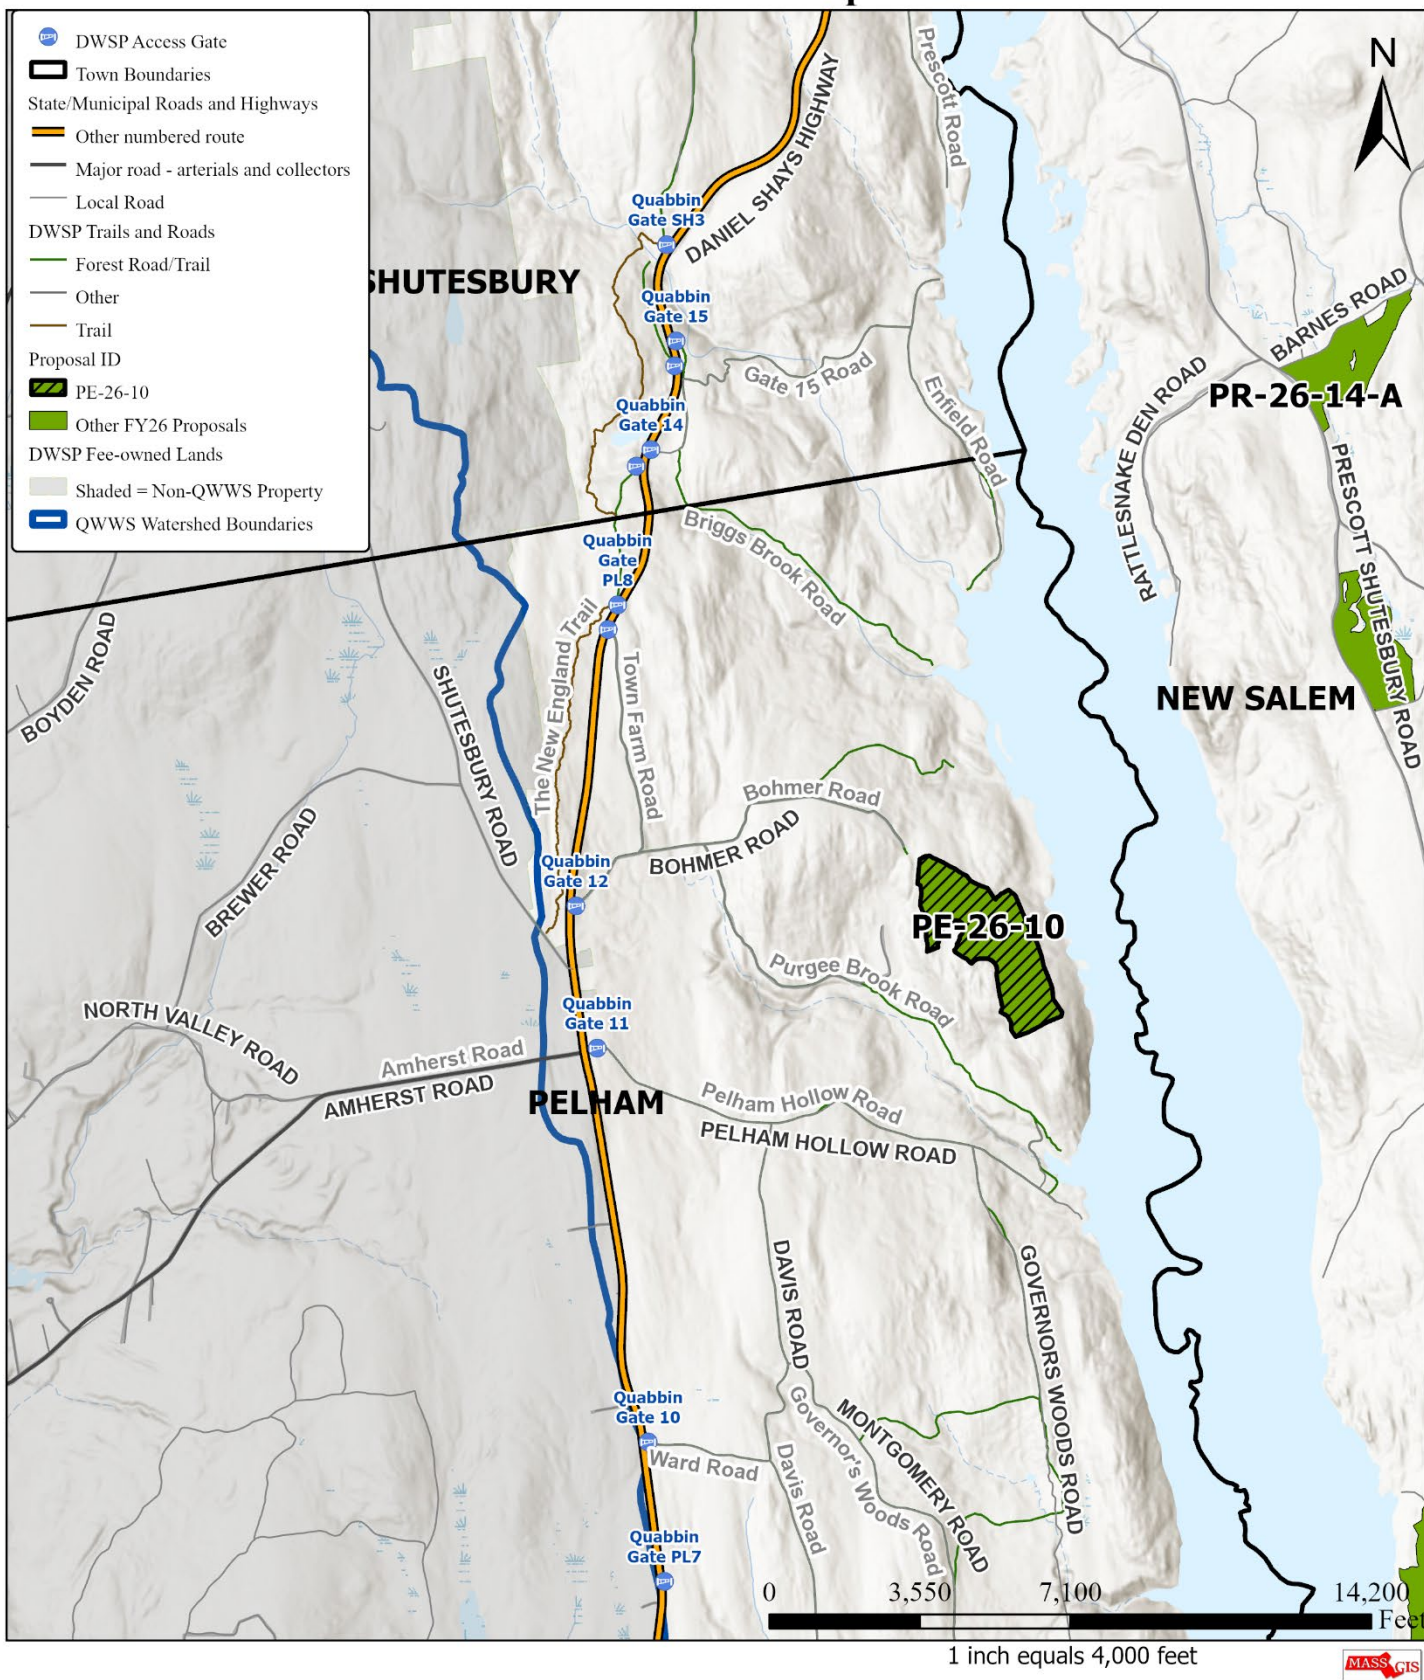 DWSP Access Gate
Town Boundaries
State/Municipal Roads and Highways
Other numbered route
Major road - arterials and collectors
Local Road
DWSP Trails and Roads
Forest Road/Trail
Other
Trail
Proposal ID
PE-26-10
Other FY26 Proposals
DWSP Fee-owned Lands
Shaded = Non-QWWS Property
QWWS Watershed Boundaries
N
Prescott Road
DANIEL SHAYS HIGHWAY
Quabbin
Gate SH3
SHUTESBURY
Quabbin
Gate 15
Gate 15 Road
Enfield Road
BARNES ROAD
RATTLESNAKE DEN ROAD
PR-26-14-A
PRESCOTT SHUTESBURY ROAD
Quabbin
Gate 14
Briggs Brook Road
Quabbin
Gate
PL8
The New England Trail
Town Farm Road
BOYDEN ROAD
SHUTESBURY ROAD
NEW SALEM
Bohmer Road
BOHMER ROAD
BREWER ROAD
Quabbin
Gate 12
PE-26-10
Purgee Brook Road
NORTH VALLEY ROAD
Quabbin
Gate 11
Amherst Road
AMHERST ROAD
PELHAM
Pelham Hollow Road
PELHAM HOLLOW ROAD
DAVIS ROAD
GOVERNORS WOODS ROAD
Quabbin
Gate 10
Ward Road
Davis Road
Governor's Woods Road
MONTGOMERY ROAD
Quabbin
Gate PL7
0 3,550 7,100 14,200
Feet
1 inch equals 4,000 feet
MASS GIS